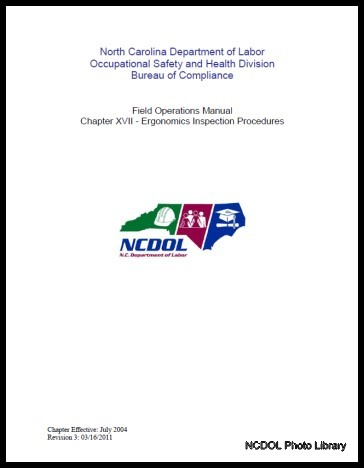 North Carolina Department of Labor
Occupational Safety and Health Division
Bureau of Compliance
Field Operations Manual
Chapter XVII - Ergonomics Inspection Procedures
NCDOL
N.C. Department of Labor
Chapter Effective: July 2004
Revision 3: 03/16/2011
NCDOL Photo Library